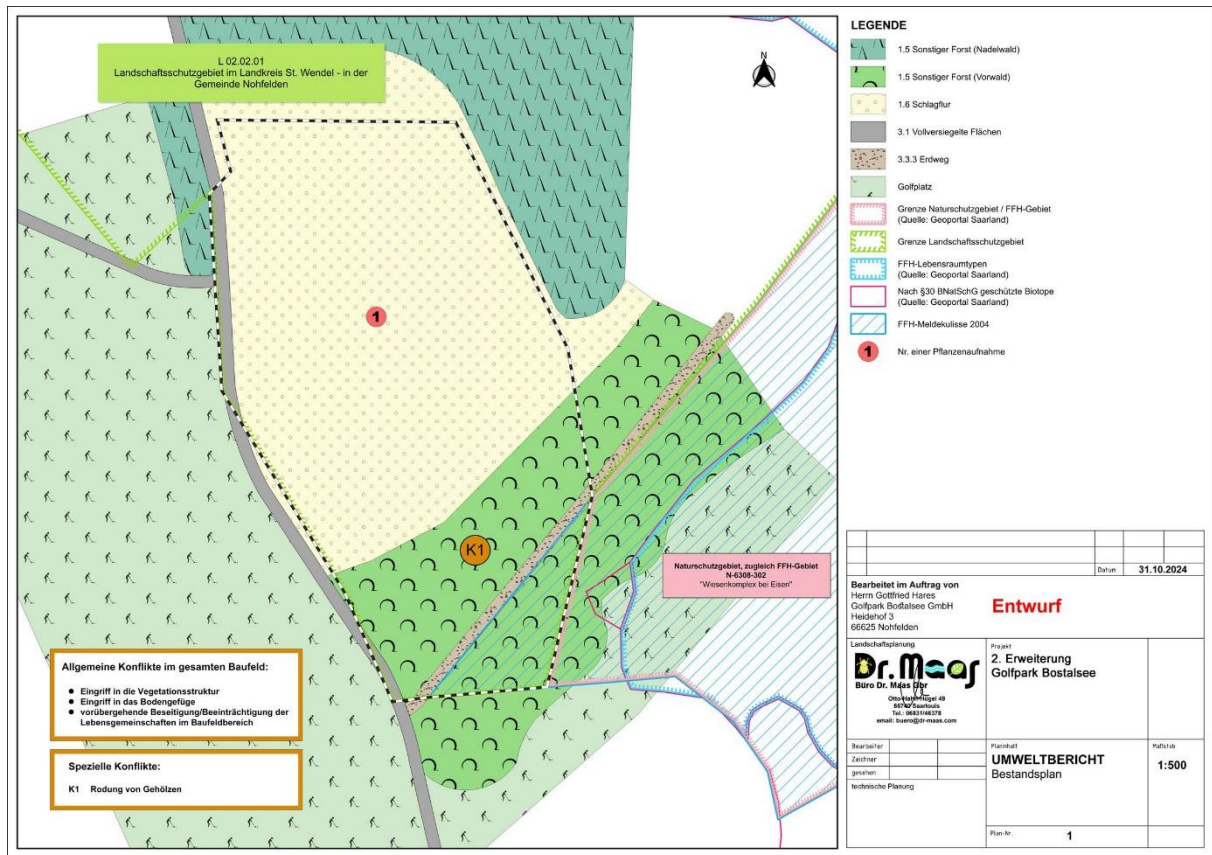 L 02.02.01
Landschaftsschutzgebiet im Landkreis St. Wendel - in der
Gemeinde Nohfelden
N
1
K1
Naturschutzgebiet, zugleich FFH-Gebiet
N-6308-302
"Wiesenkomplex bei Eisen"
Allgemeine Konflikte im gesamten Baufeld:
● Eingriff in die Vegetationsstruktur
● Eingriff in das Bodengefüge
● vorübergehende Beseitigung/Beeinträchtigung der
Lebensgemeinschaften im Baufeldbereich
Spezielle Konflikte:
K1 Rodung von Gehölzen
LEGENDE
1.5 Sonstiger Forst (Nadelwald)
1.5 Sonstiger Forst (Vorwald)
1.6 Schlagflur
3.1 Vollversiegelte Flächen
3.3.3 Erdweg
Golfplatz
Grenze Naturschutzgebiet / FFH-Gebiet
(Quelle: Geoportal Saarland)
Grenze Landschaftsschutzgebiet
FFH-Lebensraumtypen
(Quelle: Geoportal Saarland)
Nach §30 BNatSchG geschützte Biotope
(Quelle: Geoportal Saarland)
FFH-Meldekulisse 2004
1 Nr. einer Pflanzenaufnahme
Datum 31.10.2024
Bearbeitet im Auftrag von
Herrn Gottfried Hares
Golfpark Bostalsee GmbH
Heidehof 3
66625 Nohfelden
Entwurf
Landschaftsplanung
Dr.Maas
Büro Dr. Maas Gbr
Otto-Hahn-Hügel 49
66740 Saarlouis
Tel.: 06831/48378
email: buero@dr-maas.com
Projekt
2. Erweiterung
Golfpark Bostalsee
Bearbeiter
Zeichner
gesehen
technische Planung
Planinhalt
UMWELTBERICHT
Bestandsplan
Maßstab
1:500
Plan-Nr. 1